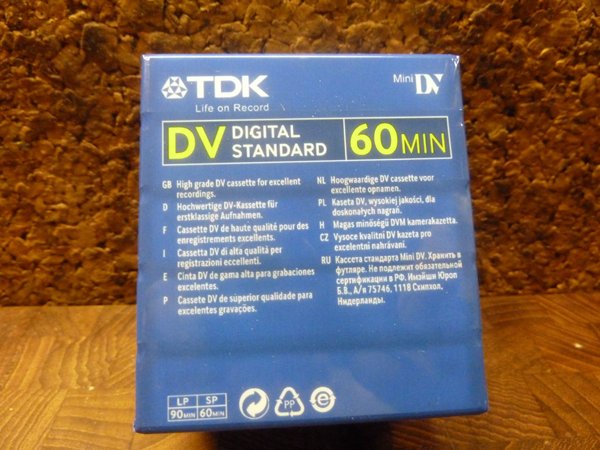 TDK
Life on Record
Mini DV
DV DIGITAL STANDARD 60 MIN
GB High grade DV cassette for excellent
recordings.
D Hochwertige DV-Kassette für
erstklassige Aufnahmen.
F Cassette DV de haute qualité pour des
enregistrements excellents.
I Cassetta DV di alta qualità per
registrazioni eccellenti.
E Cinta DV de gama alta para grabaciones
excelentes.
P Cassete DV de superior qualidade para
excelentes gravações.
NL Hoogwaardige DV cassette voor
excellente opnamen.
PL Kaseta DV, wysokiej jakości, dla
doskonałych nagrań.
H Magas minőségű DVM kamerakazetta.
CZ Vysoce kvalitní DV kazeta pro
excelentní nahrávání.
RU Кассета стандарта Mini DV. Хранить в
футляре. Не подлежит обязательной
сертификации в РФ. Имэйшн Юроп
Б.В., А/я 75746, 1118 Схипхол,
Нидерланды.
LP SP
90MIN 60MIN
PP
e